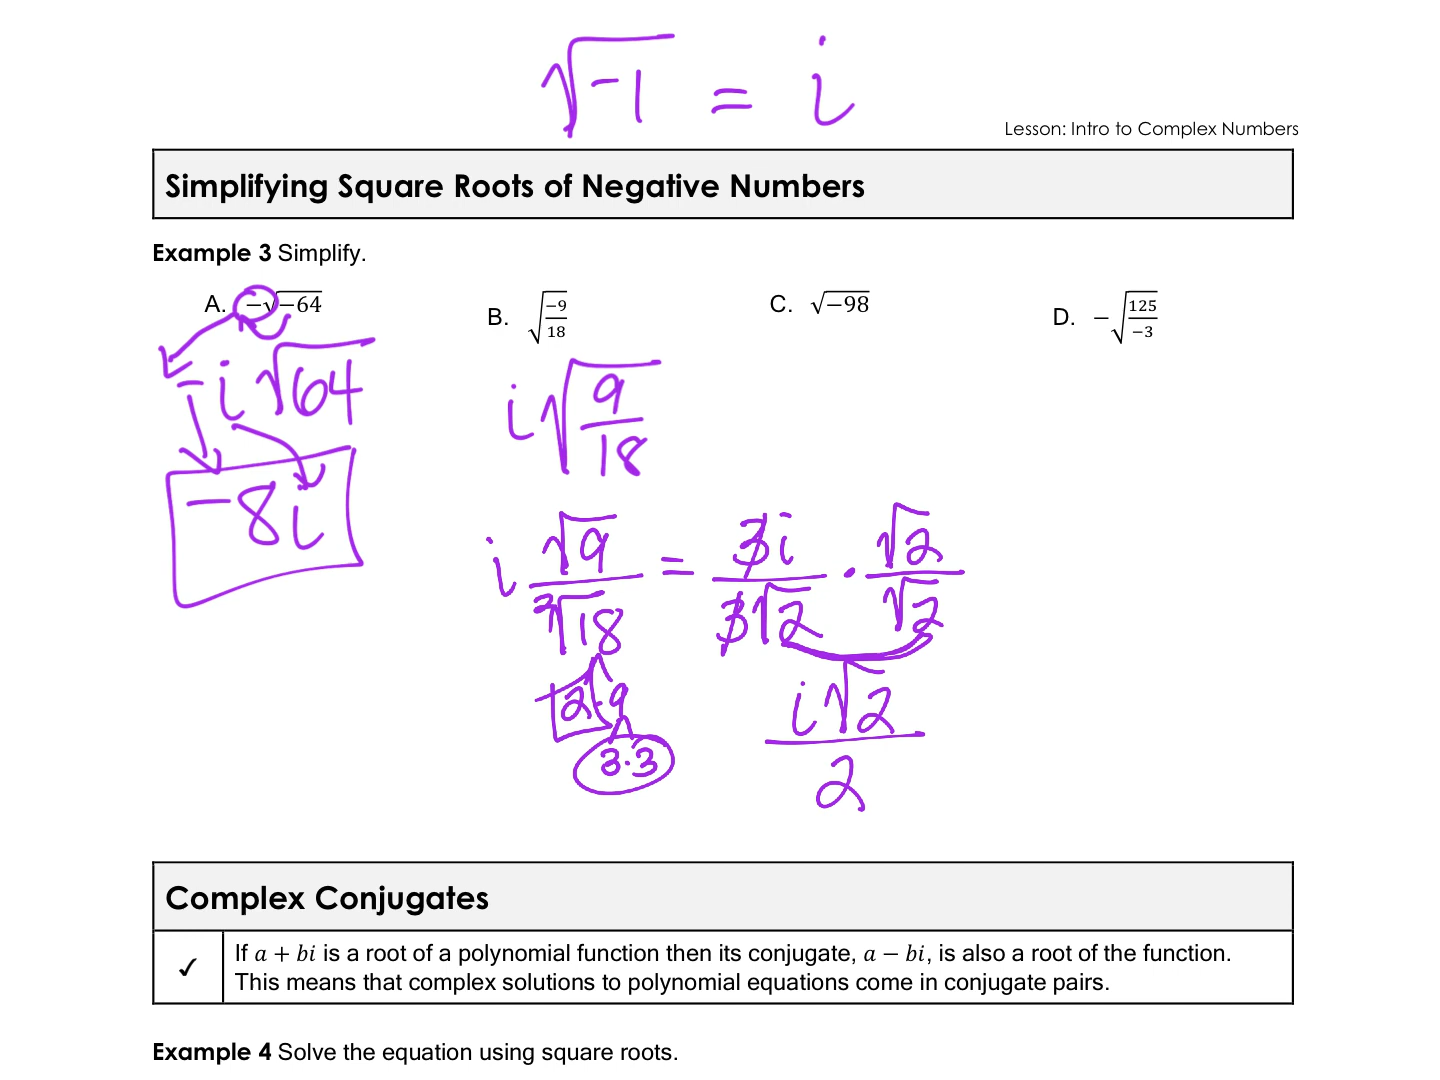 √-1 = i
Lesson: Intro to Complex Numbers
Simplifying Square Roots of Negative Numbers
Example 3 Simplify.
A. −√−64
B. √(−9/18)
C. √−98
D. −√(125/−3)
-i√64
-8i
i√(9/18)
i √9/√18 = 3i/3√2 · √2/√2
2·9
3·3
i√2/2
Complex Conjugates
✓ If a + bi is a root of a polynomial function then its conjugate, a − bi, is also a root of the function.
This means that complex solutions to polynomial equations come in conjugate pairs.
Example 4 Solve the equation using square roots.